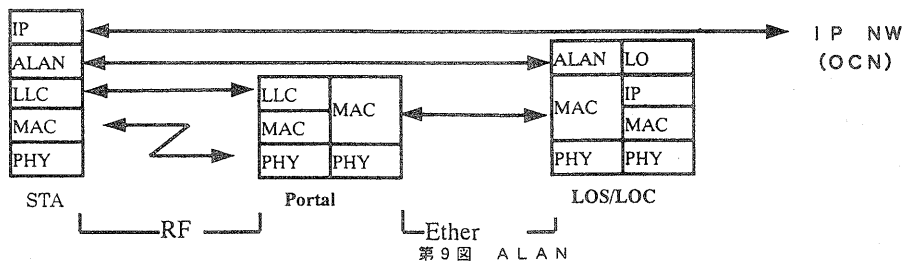 IP
ＩＰ　ＮＷ
(ＯＣＮ)
ALAN
ALAN
LO
LLC
LLC
MAC
MAC
IP
MAC
MAC
MAC
PHY
PHY
PHY
PHY
PHY
STA
Portal
LOS/LOC
RF
Ether
第９図　ＡＬＡＮ